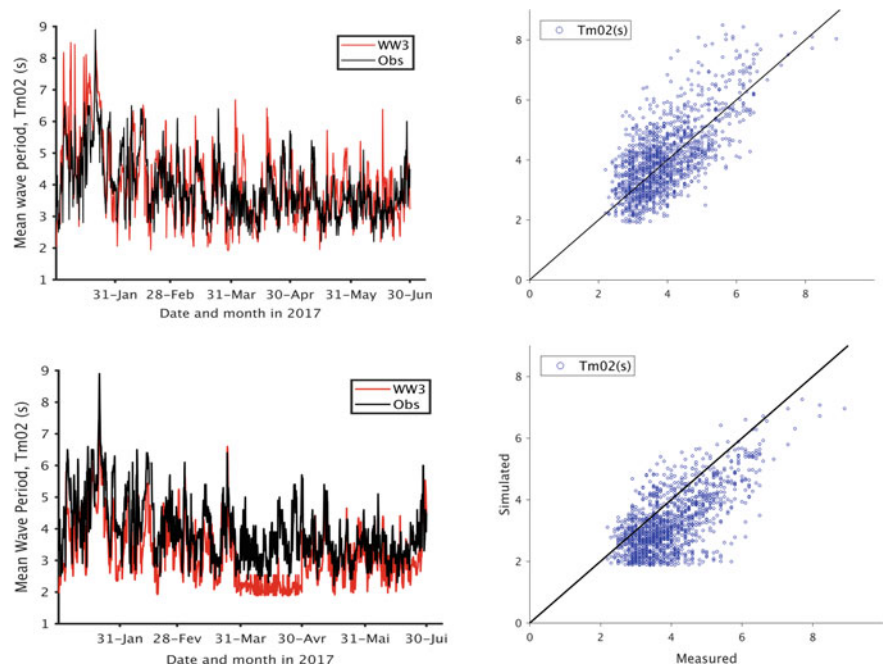 9
8
7
6
5
4
3
2
1
Mean wave period, Tm02 (s)
WW3
Obs
31-Jan 28-Feb 31-Mar 30-Apr 31-May 30-Jun
Date and month in 2017
Tm02(s)
8
6
4
2
0
0 2 4 6 8
9
8
7
6
5
4
3
2
1
Mean Wave Period, Tm02 (s)
WW3
Obs
31-Jan 28-Fev 31-Mar 30-Avr 31-Mai 30-Jui
Date and month in 2017
Tm02(s)
8
6
4
2
0
Simulated
0 2 4 6 8
Measured